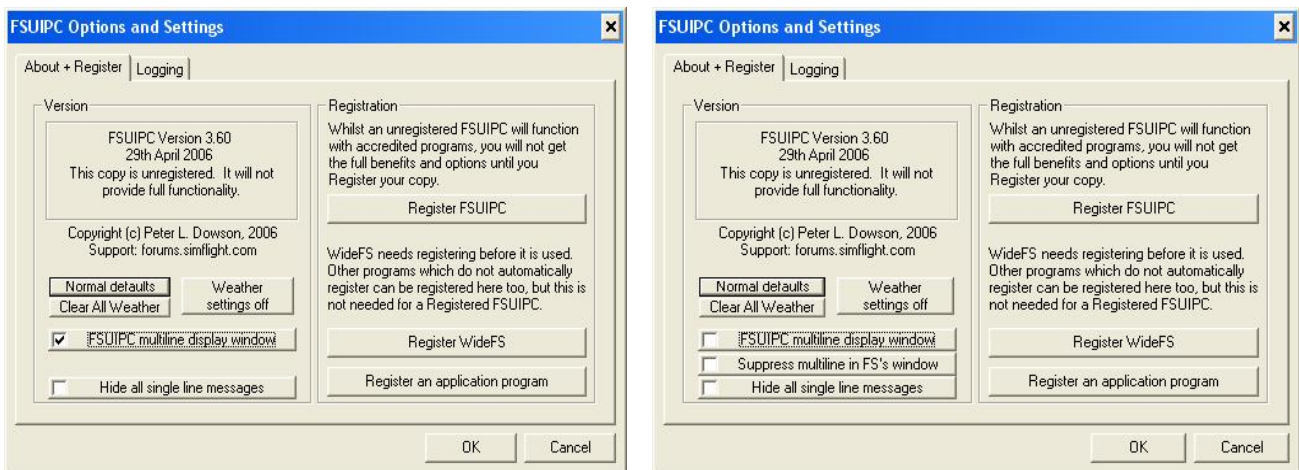 FSUIPC Options and Settings
About + Register
Logging
Version
FSUIPC Version 3.60
29th April 2006
This copy is unregistered. It will not
provide full functionality.
Copyright (c) Peter L. Dowson, 2006
Support: forums.simflight.com
Normal defaults
Clear All Weather
Weather
settings off
FSUIPC multiline display window
Hide all single line messages
Registration
Whilst an unregistered FSUIPC will function
with accredited programs, you will not get
the full benefits and options until you
Register your copy.
Register FSUIPC
WideFS needs registering before it is used.
Other programs which do not automatically
register can be registered here too, but this is
not needed for a Registered FSUIPC.
Register WideFS
Register an application program
OK
Cancel
FSUIPC Options and Settings
About + Register
Logging
Version
FSUIPC Version 3.60
29th April 2006
This copy is unregistered. It will not
provide full functionality.
Copyright (c) Peter L. Dowson, 2006
Support: forums.simflight.com
Normal defaults
Clear All Weather
Weather
settings off
FSUIPC multiline display window
Suppress multiline in FS's window
Hide all single line messages
Registration
Whilst an unregistered FSUIPC will function
with accredited programs, you will not get
the full benefits and options until you
Register your copy.
Register FSUIPC
WideFS needs registering before it is used.
Other programs which do not automatically
register can be registered here too, but this is
not needed for a Registered FSUIPC.
Register WideFS
Register an application program
OK
Cancel